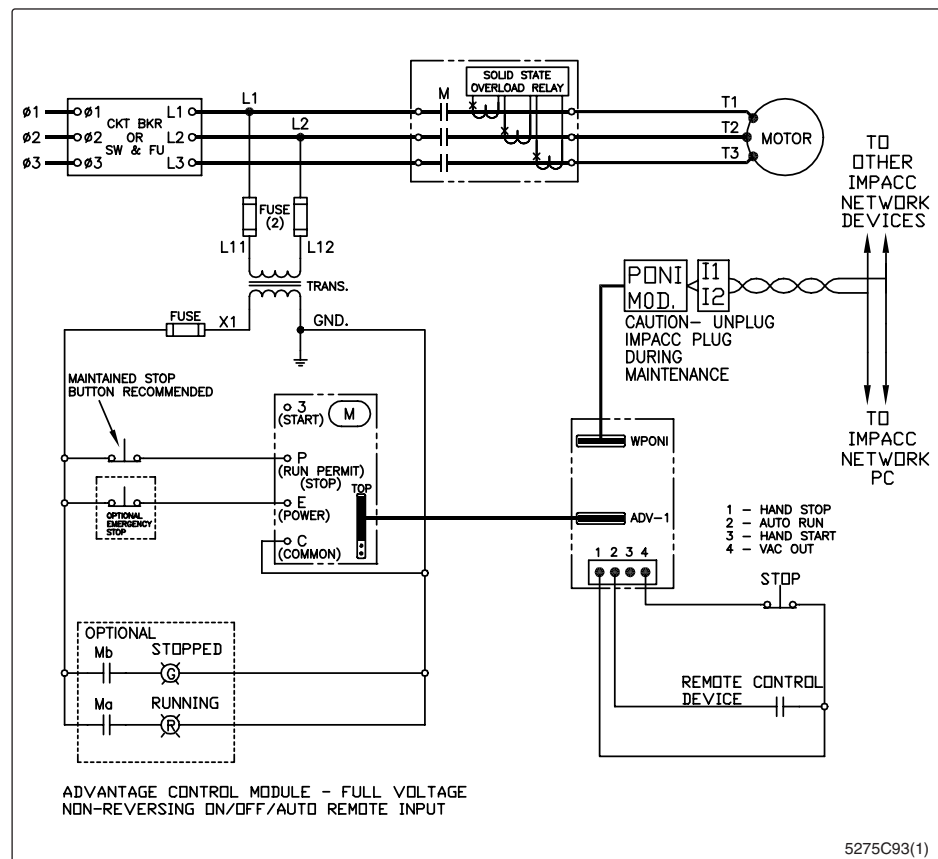 SOLID STATE
OVERLOAD RELAY
M
L1
L2
ø1 ø1 L1
ø2 ø2 L2
ø3 ø3 L3
CKT BKR
OR
SW & FU
T1
T2
T3
MOTOR
TO
OTHER
IMPACC
NETWORK
DEVICES
FUSE
(2)
L11
L12
TRANS.
FUSE
X1
GND.
PONI
MOD.
I1
I2
CAUTION- UNPLUG
IMPACC PLUG
DURING
MAINTENANCE
MAINTAINED STOP
BUTTON RECOMMENDED
3
(START)
M
P
(RUN PERMIT)
(STOP)
TOP
E
(POWER)
C
(COMMON)
OPTIONAL
EMERGENCY
STOP
WPONI
ADV-1
TO
IMPACC
NETWORK
PC
1 - HAND STOP
2 - AUTO RUN
3 - HAND START
4 - VAC OUT
1 2 3 4
STOP
REMOTE CONTROL
DEVICE
OPTIONAL
Mb STOPPED
G
Ma RUNNING
R
ADVANTAGE CONTROL MODULE - FULL VOLTAGE
NON-REVERSING ON/OFF/AUTO REMOTE INPUT
5275C93(1)